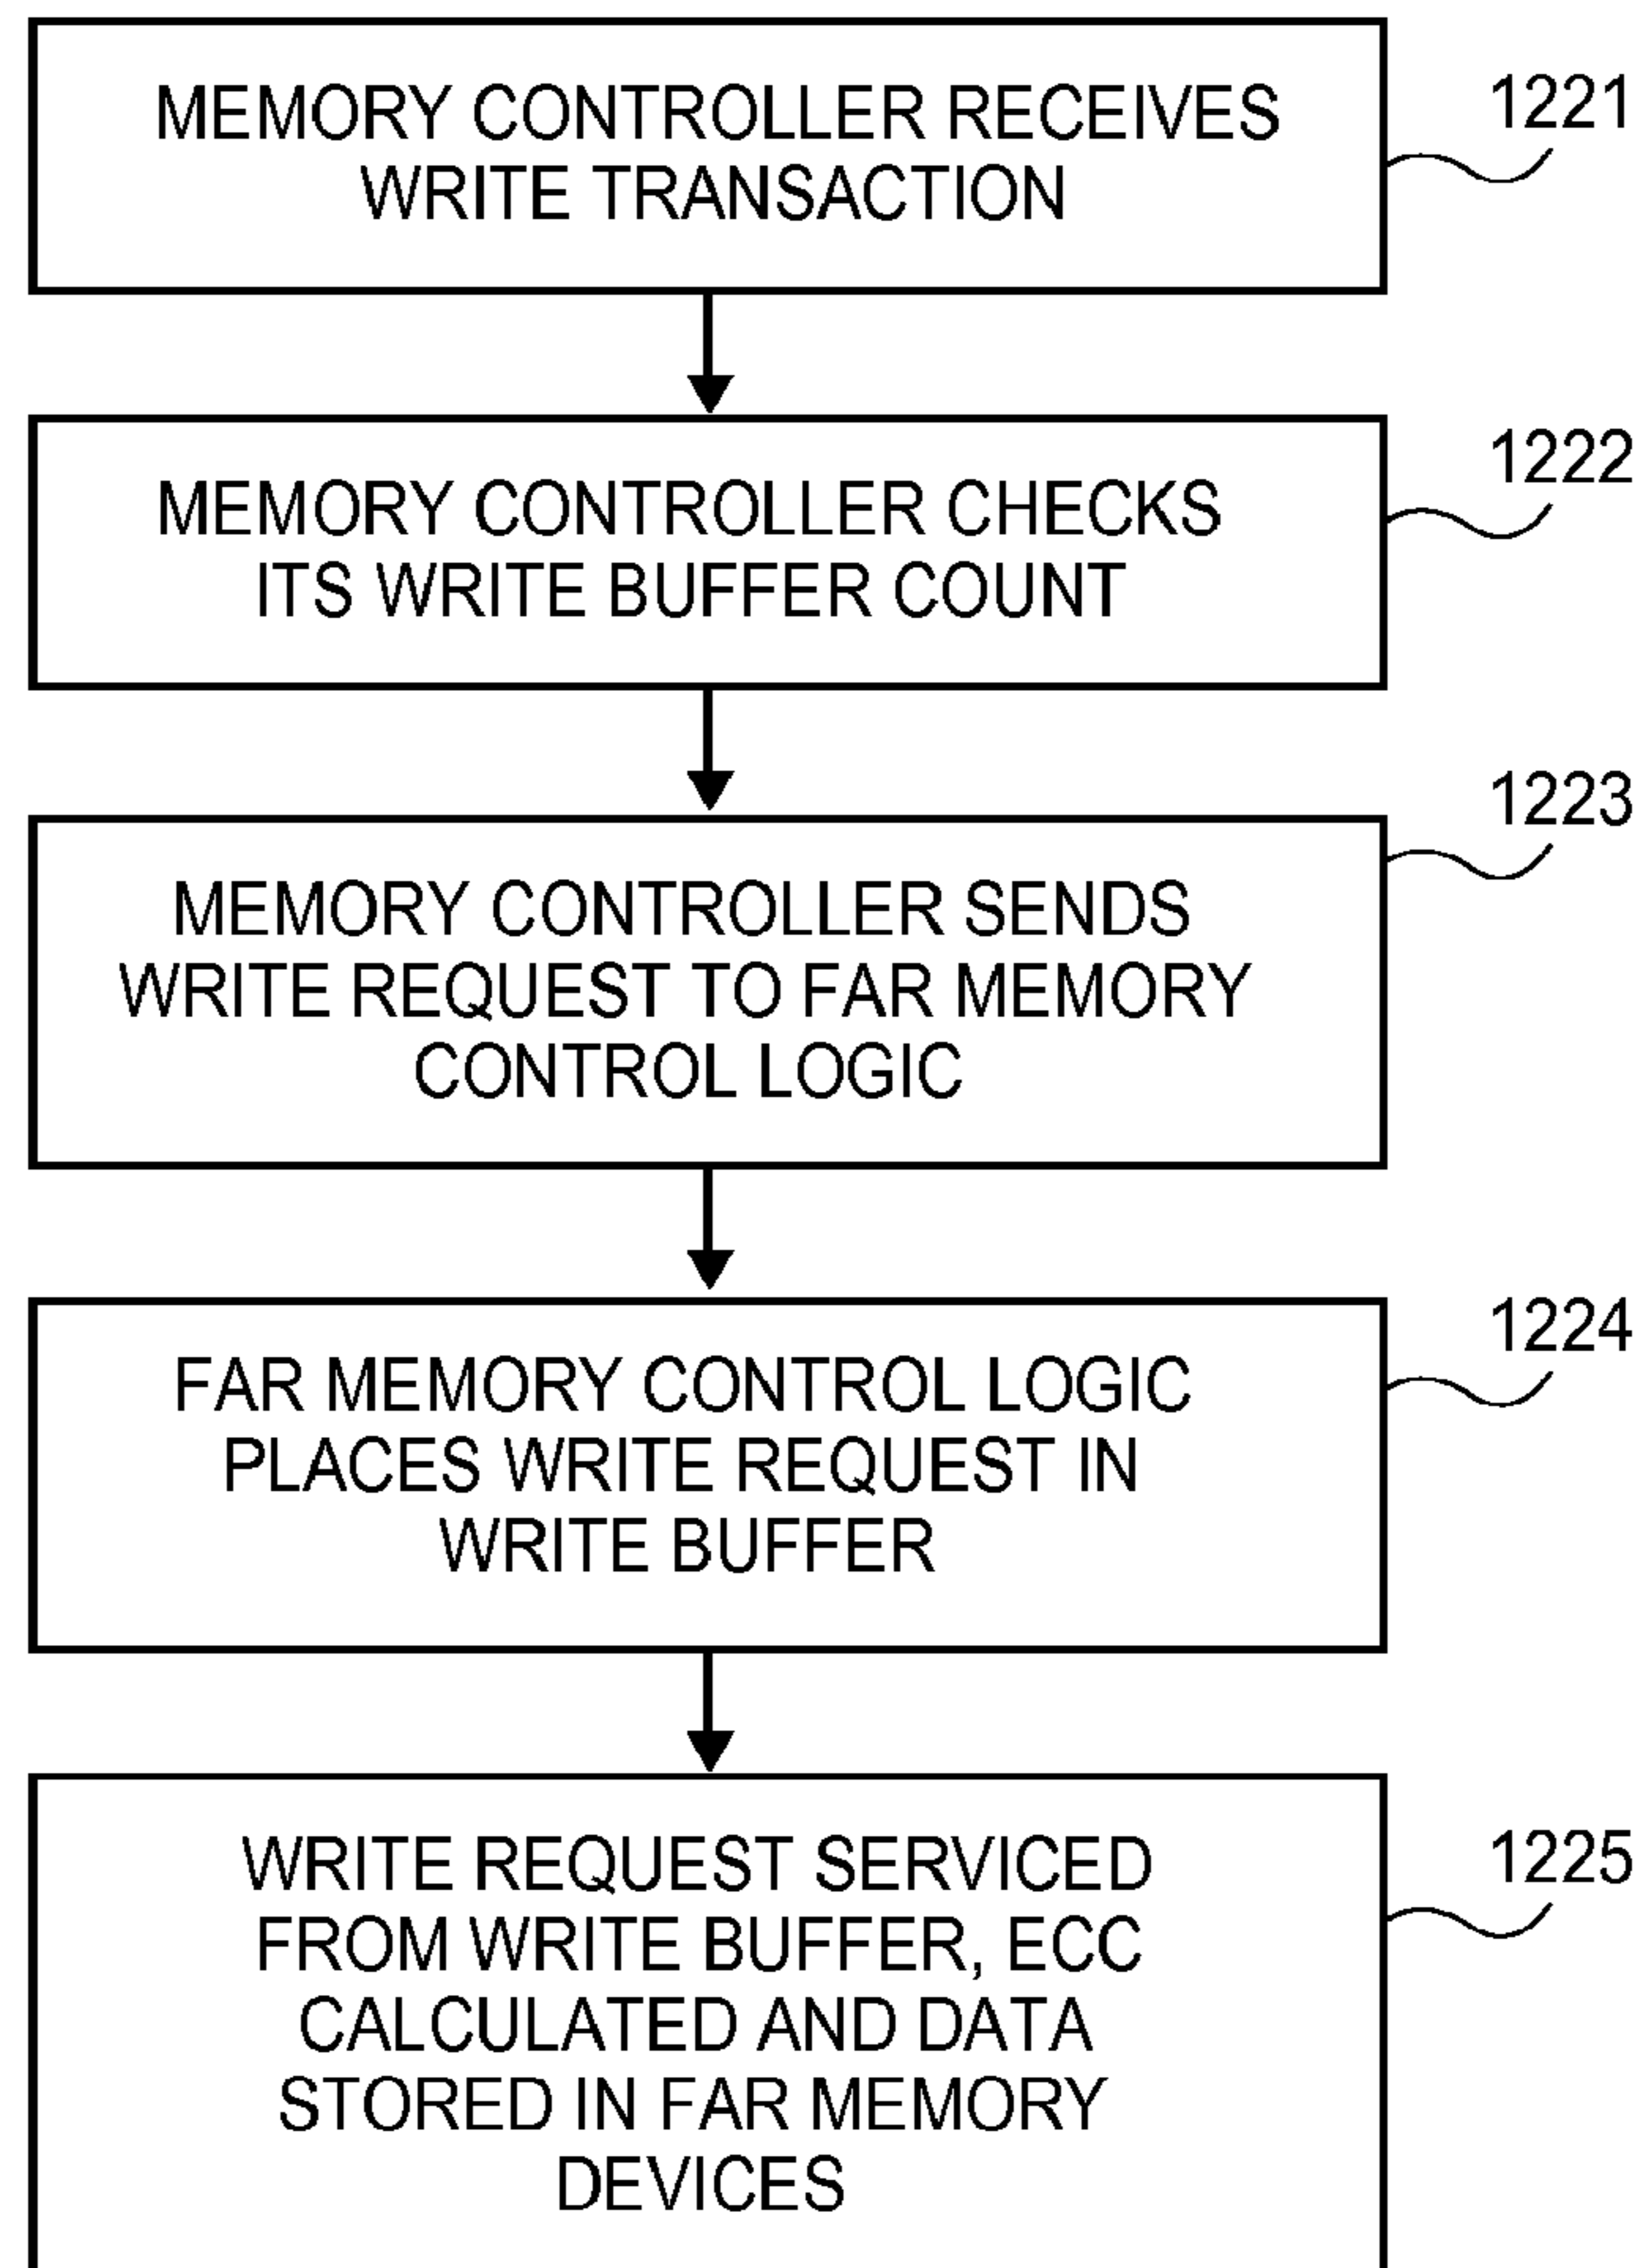 MEMORY CONTROLLER RECEIVES
WRITE TRANSACTION
1221
MEMORY CONTROLLER CHECKS
ITS WRITE BUFFER COUNT
1222
MEMORY CONTROLLER SENDS
WRITE REQUEST TO FAR MEMORY
CONTROL LOGIC
1223
FAR MEMORY CONTROL LOGIC
PLACES WRITE REQUEST IN
WRITE BUFFER
1224
WRITE REQUEST SERVICED
FROM WRITE BUFFER, ECC
CALCULATED AND DATA
STORED IN FAR MEMORY
DEVICES
1225